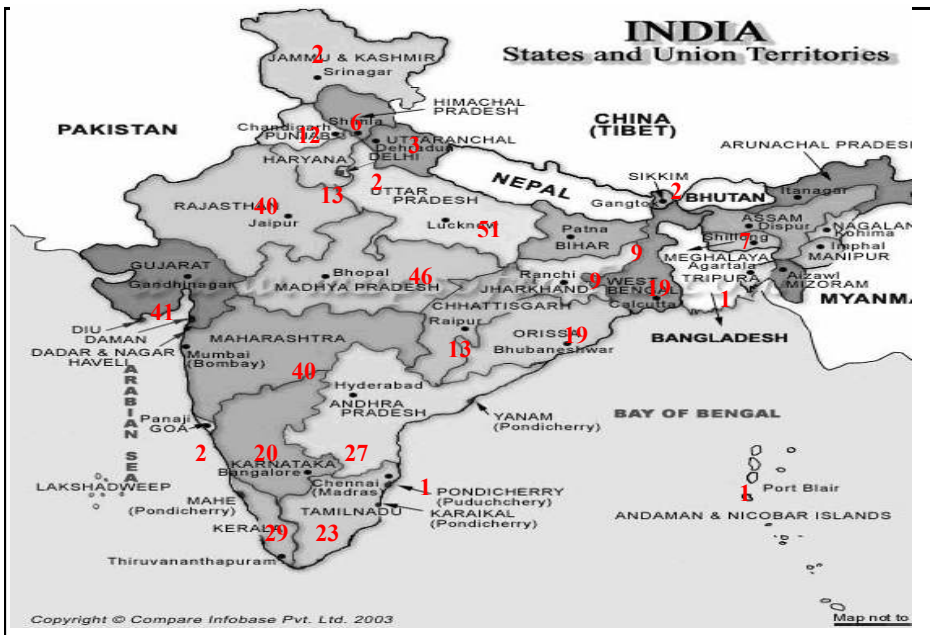 INDIA
States and Union Territories
2
JAMMU & KASHMIR
Srinagar
HIMACHAL
PRADESH
PAKISTAN
CHINA
(TIBET)
Chandigarh
Shimla
6
12
PUNJAB
UTTARANCHAL
3
Dehradun
DELHI
HARYANA
ARUNACHAL PRADESH
NEPAL
SIKKIM
2
BHUTAN
Itanagar
Gangtok
2
13
UTTAR
PRADESH
RAJASTHAN
40
Jaipur
Lucknow
51
Patna
BIHAR
9
ASSAM
Dispur
NAGALAN
Kohima
Shillong
7
Imphal
MEGHALAYA
MANIPUR
Agartala
TRIPURA
1
Aizawl
MIZORAM
MYANMA
GUJARAT
Gandhinagar
41
Bhopal
46
MADHYA PRADESH
Ranchi
JHARKHAND
9
WEST
BENGAL
19
Calcutta
CHHATTISGARH
Raipur
13
ORISSA
19
Bhubaneshwar
BANGLADESH
DIU
DAMAN
DADAR & NAGAR
HAVELI
MAHARASHTRA
Mumbai
(Bombay)
40
Hyderabad
ANDHRA
PRADESH
27
YANAM
(Pondicherry)
BAY OF BENGAL
ARABIAN SEA
Panaji
GOA
2
20
KARNATAKA
Bangalore
Chennai
(Madras)
1
PONDICHERRY
(Puduchchery)
KARAIKAL
(Pondicherry)
TAMILNADU
23
LAKSHADWEEP
MAHE
(Pondicherry)
KERALA
29
Thiruvananthapuram
1
Port Blair
ANDAMAN & NICOBAR ISLANDS
Copyright © Compare Infobase Pvt. Ltd. 2003
Map not to